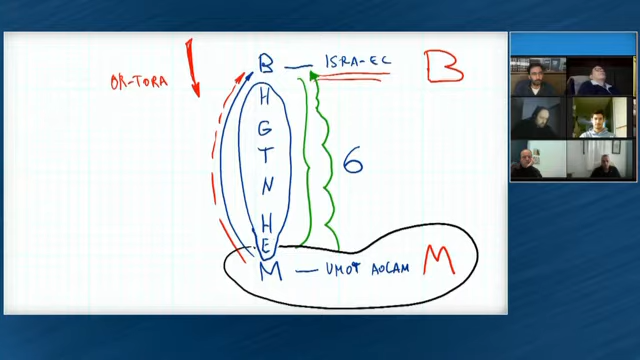 B — ISRA-EL B
OR-TORA
H
G
T
N
H
E
6
M — UMOT AOLAM M